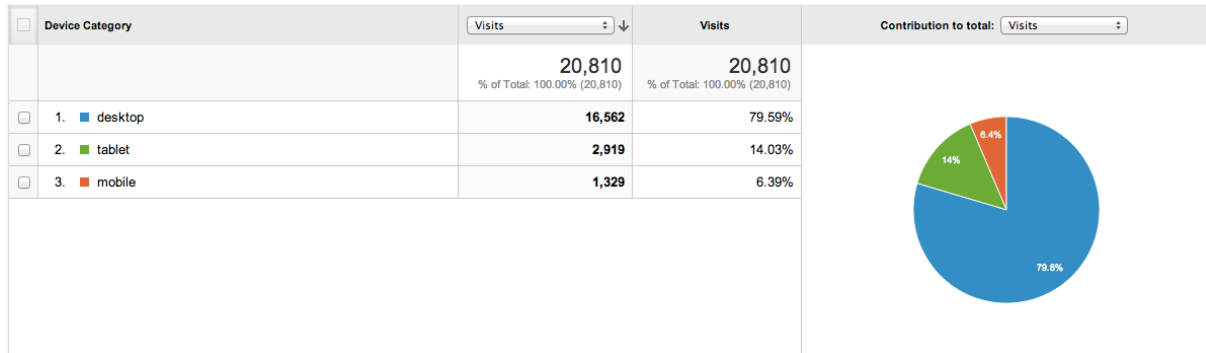 Device Category Visits Visits Contribution to total: Visits
20,810 20,810
% of Total: 100.00% (20,810) % of Total: 100.00% (20,810)
1. desktop 16,562 79.59%
2. tablet 2,919 14.03%
3. mobile 1,329 6.39%
6.4%
14%
79.6%